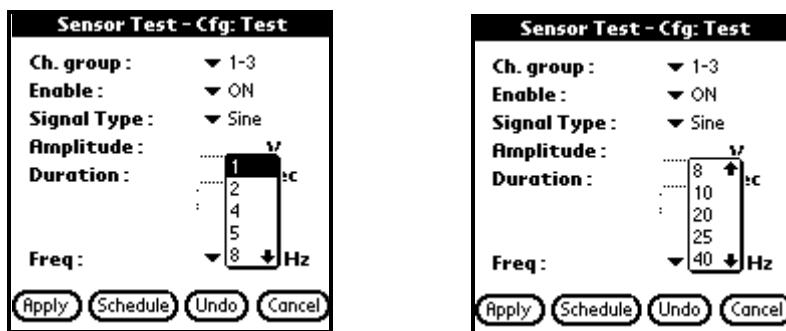 Sensor Test - Cfg: Test
Ch. group : 1-3
Enable : ON
Signal Type : Sine
Amplitude : V
Duration : ec
1
2
4
5
8
Freq : Hz
Apply Schedule Undo Cancel
Sensor Test - Cfg: Test
Ch. group : 1-3
Enable : ON
Signal Type : Sine
Amplitude : V
Duration : ec
8
10
20
25
40
Freq : Hz
Apply Schedule Undo Cancel